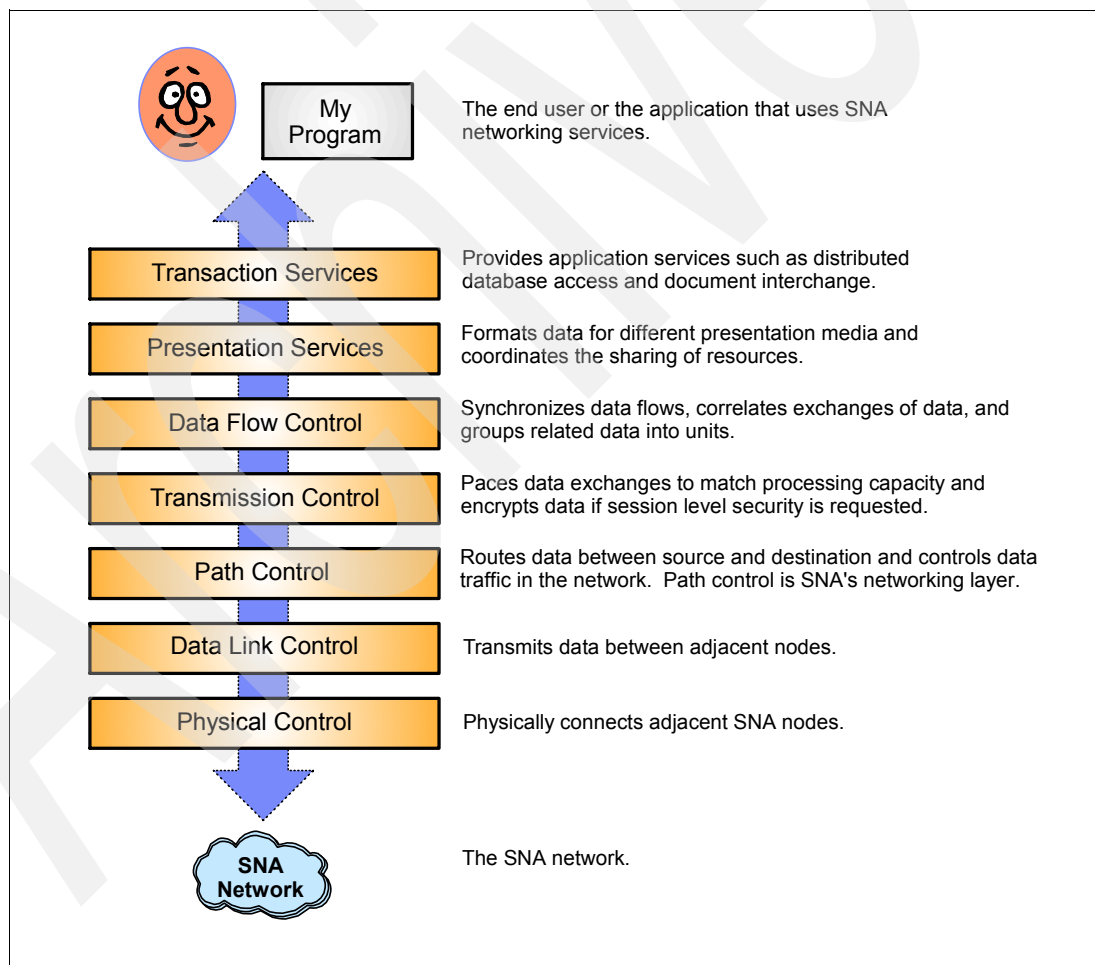 My
Program
The end user or the application that uses SNA
networking services.
Transaction Services
Provides application services such as distributed
database access and document interchange.
Presentation Services
Formats data for different presentation media and
coordinates the sharing of resources.
Data Flow Control
Synchronizes data flows, correlates exchanges of data, and
groups related data into units.
Transmission Control
Paces data exchanges to match processing capacity and
encrypts data if session level security is requested.
Path Control
Routes data between source and destination and controls data
traffic in the network. Path control is SNA's networking layer.
Data Link Control
Transmits data between adjacent nodes.
Physical Control
Physically connects adjacent SNA nodes.
SNA
Network
The SNA network.